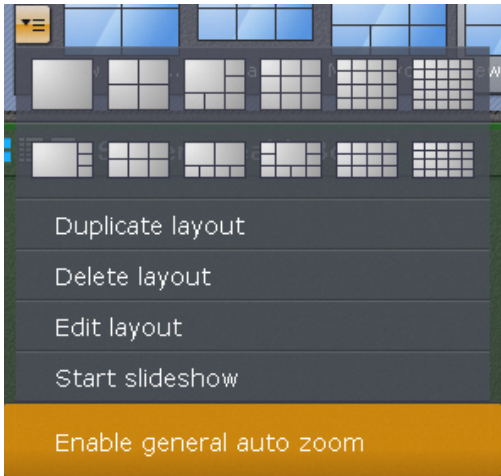 Duplicate layout
Delete layout
Edit layout
Start slideshow
Enable general auto zoom